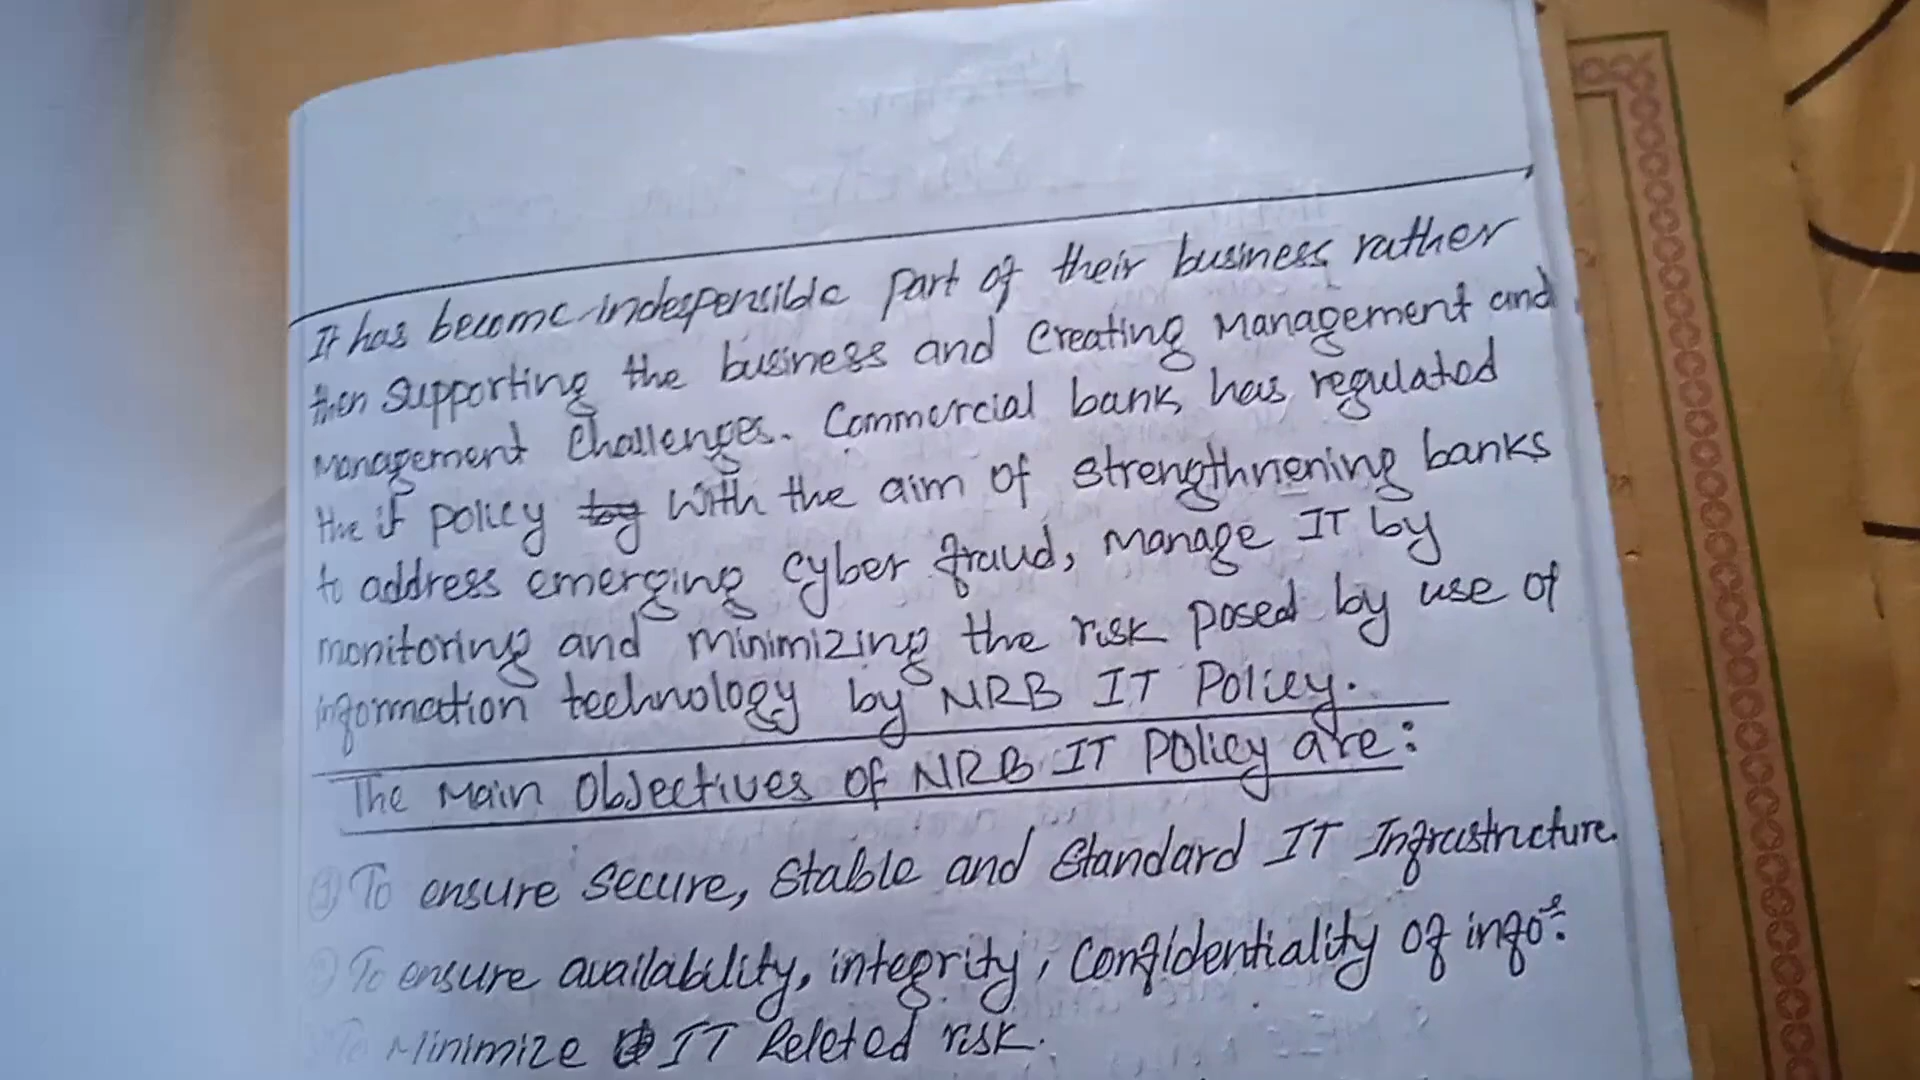 It has become indespensible part of their business rather
then supporting the business and creating Management and
management challenges. Commercial bank has regulated
the it policy with the aim of strengthnening banks
to address emerging cyber fraud, manage IT by
monitoring and minimizing the risk posed by use of
information technology by NRB IT Policy.
The Main Objectives of NRB IT Policy are:
① To ensure secure, stable and standard IT Infrastructure.
② To ensure availability, integrity, confidentiality of info.
To Minimize IT Releted risk.